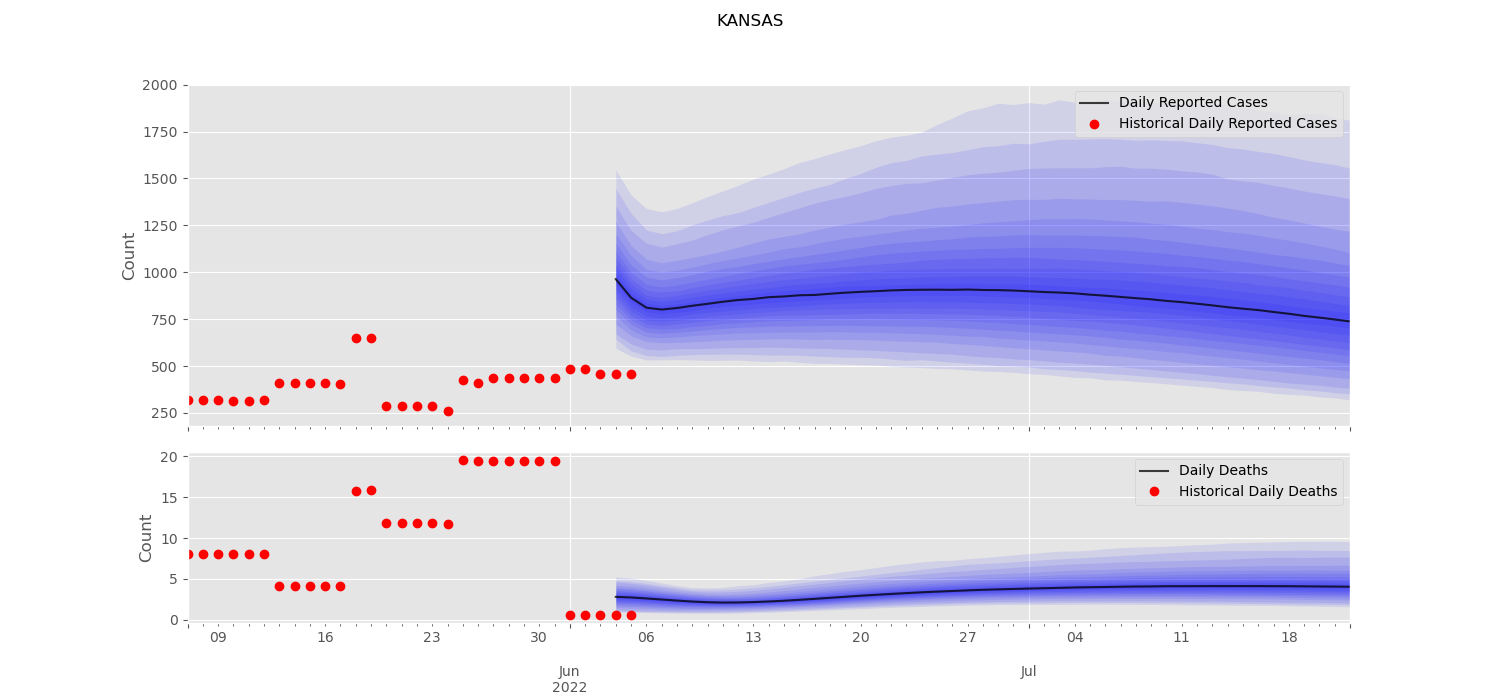 KANSAS
2000
1750
1500
1250
1000
750
500
250
Count
Daily Reported Cases
Historical Daily Reported Cases
20
15
10
5
0
Count
Daily Deaths
Historical Daily Deaths
09 16 23 30 06 13 20 27 04 11 18
Jun Jul
2022